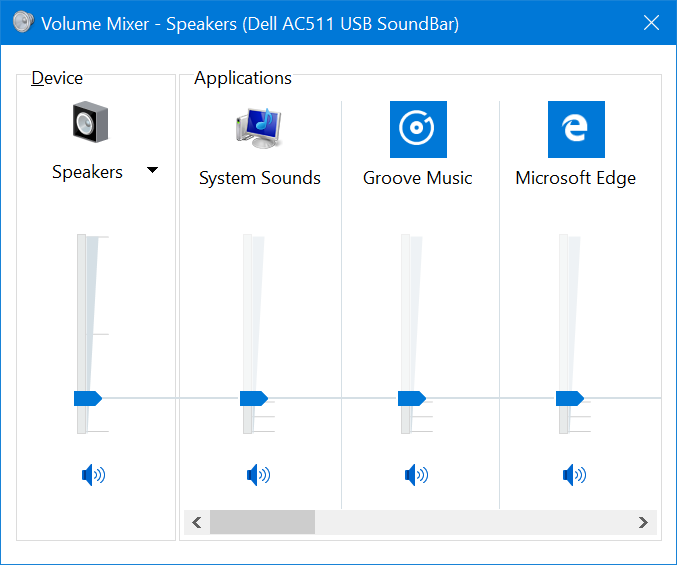 Volume Mixer - Speakers (Dell AC511 USB SoundBar)
Device
Applications
Speakers
System Sounds
Groove Music
Microsoft Edge